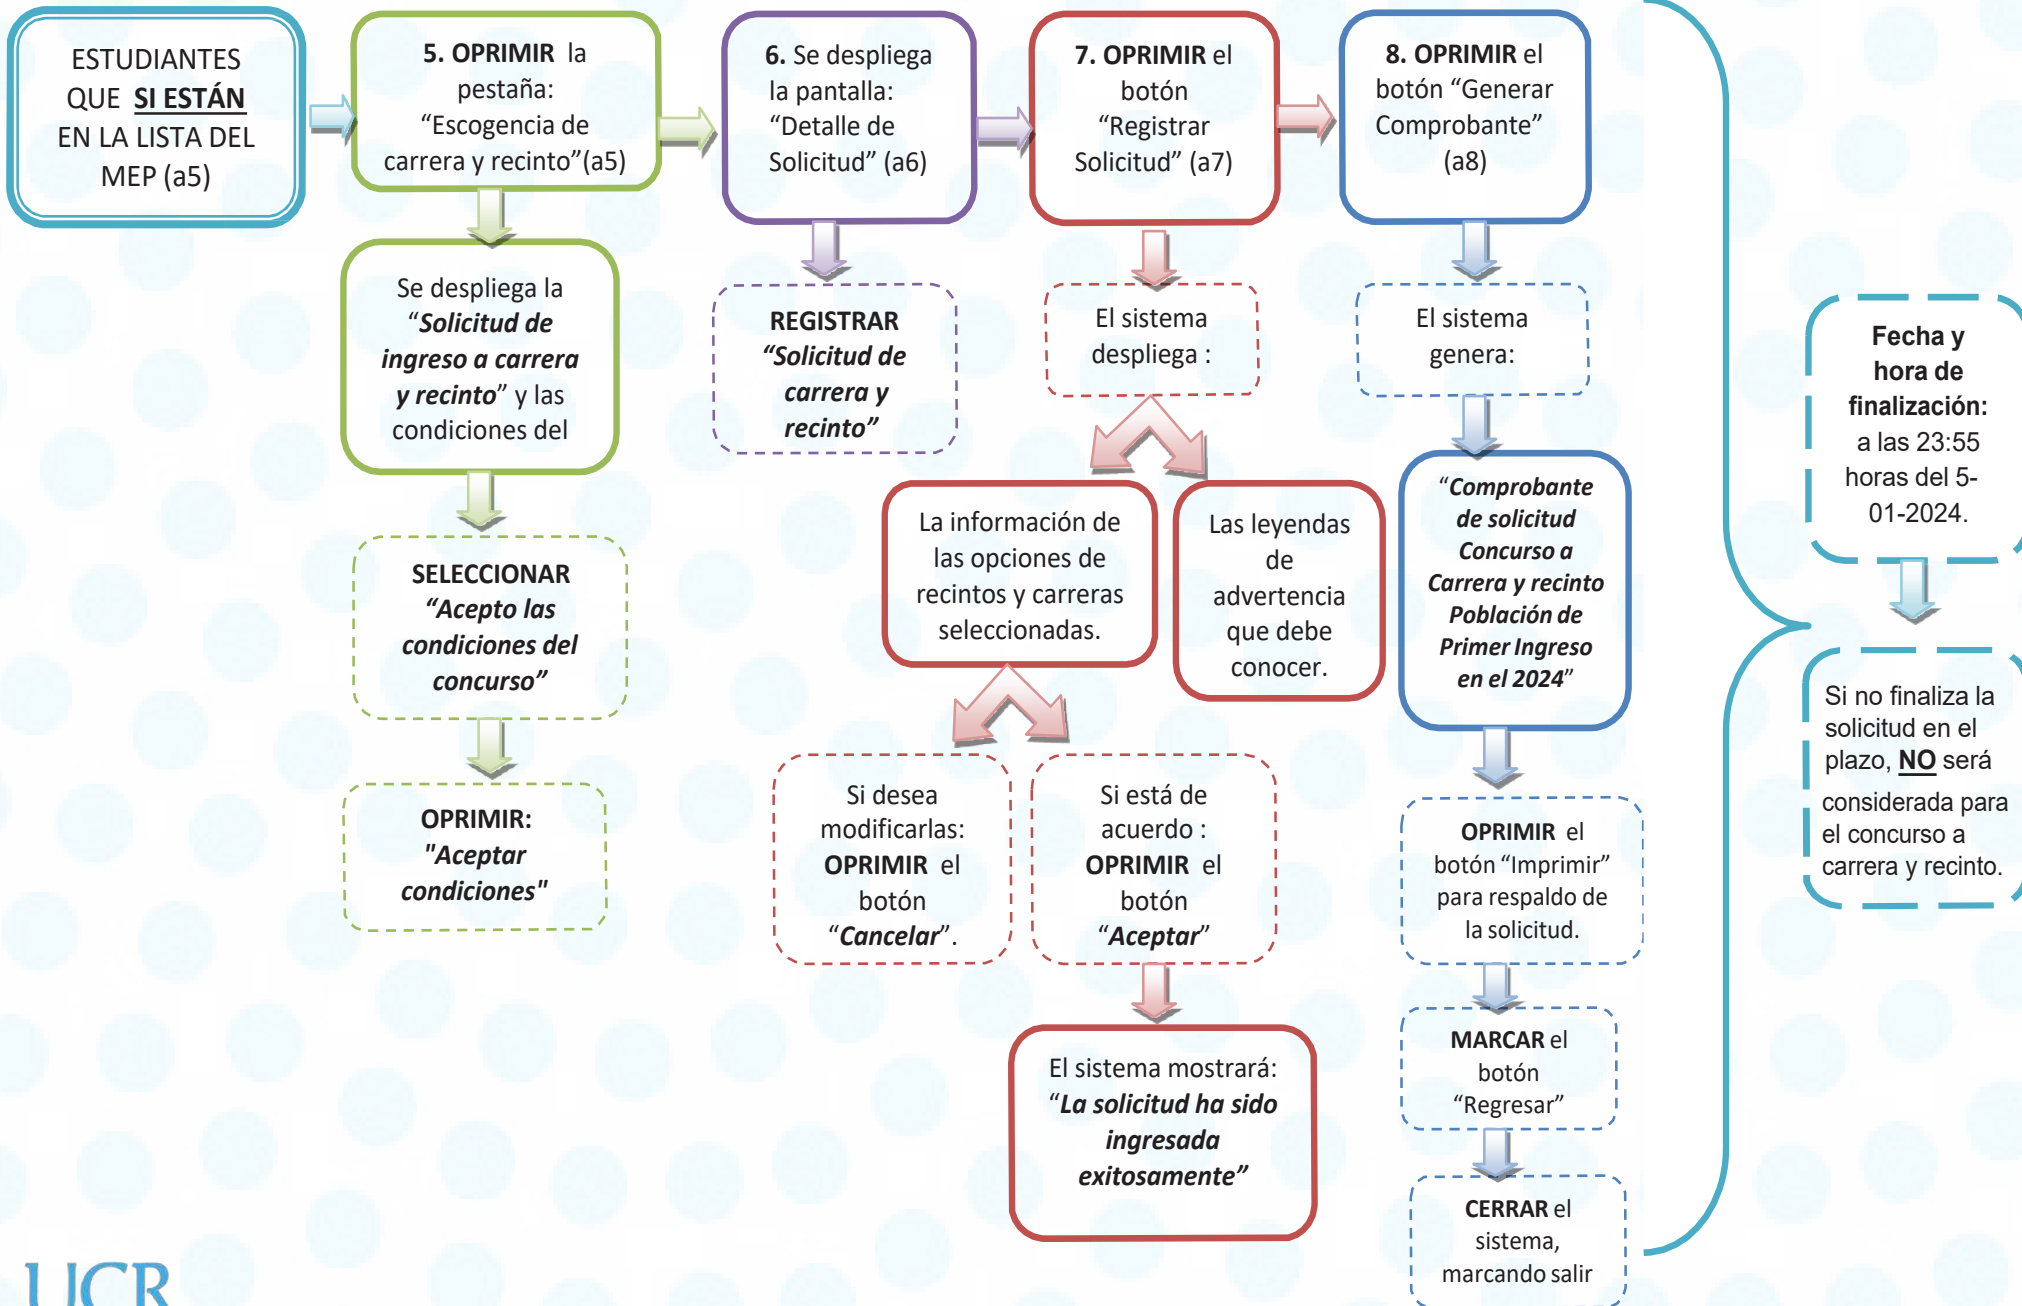 ESTUDIANTES
QUE SI ESTÁN
EN LA LISTA DEL
MEP (a5)
5. OPRIMIR la
pestaña:
“Escogencia de
carrera y recinto”(a5)
Se despliega la
“Solicitud de
ingreso a carrera
y recinto” y las
condiciones del
SELECCIONAR
“Acepto las
condiciones del
concurso”
OPRIMIR:
"Aceptar
condiciones"
6. Se despliega
la pantalla:
“Detalle de
Solicitud” (a6)
REGISTRAR
“Solicitud de
carrera y
recinto”
7. OPRIMIR el
botón
“Registrar
Solicitud” (a7)
El sistema
despliega :
La información de
las opciones de
recintos y carreras
seleccionadas.
Las leyendas
de
advertencia
que debe
conocer.
Si desea
modificarlas:
OPRIMIR el
botón
“Cancelar”.
Si está de
acuerdo :
OPRIMIR el
botón
“Aceptar”
El sistema mostrará:
“La solicitud ha sido
ingresada
exitosamente”
8. OPRIMIR el
botón “Generar
Comprobante”
(a8)
El sistema
genera:
“Comprobante
de solicitud
Concurso a
Carrera y recinto
Población de
Primer Ingreso
en el 2024”
OPRIMIR el
botón “Imprimir”
para respaldo de
la solicitud.
MARCAR el
botón
“Regresar”
CERRAR el
sistema,
marcando salir
Fecha y
hora de
finalización:
a las 23:55
horas del 5-
01-2024.
Si no finaliza la
solicitud en el
plazo, NO será
considerada para
el concurso a
carrera y recinto.
UCR